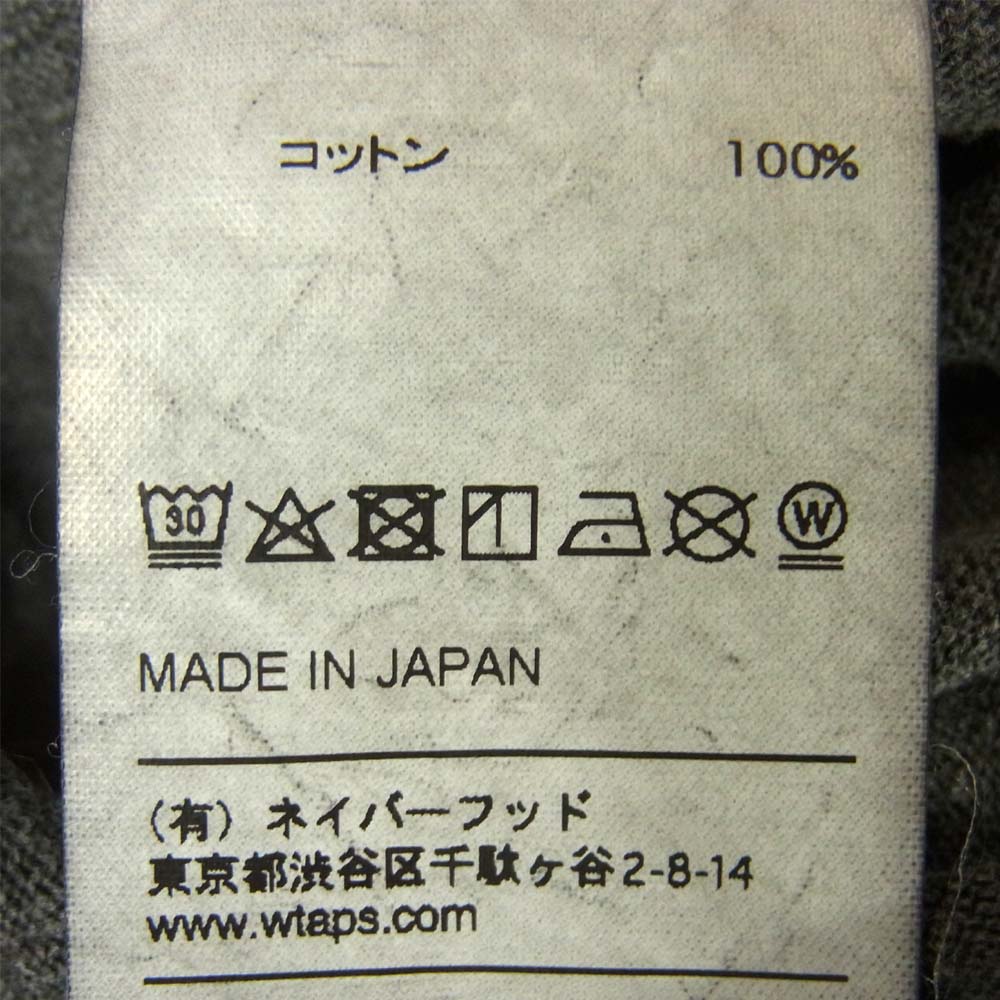 コットン 100%
30 W
MADE IN JAPAN
(有) ネイバーフッド
東京都渋谷区千駄ヶ谷2-8-14
www.wtaps.com